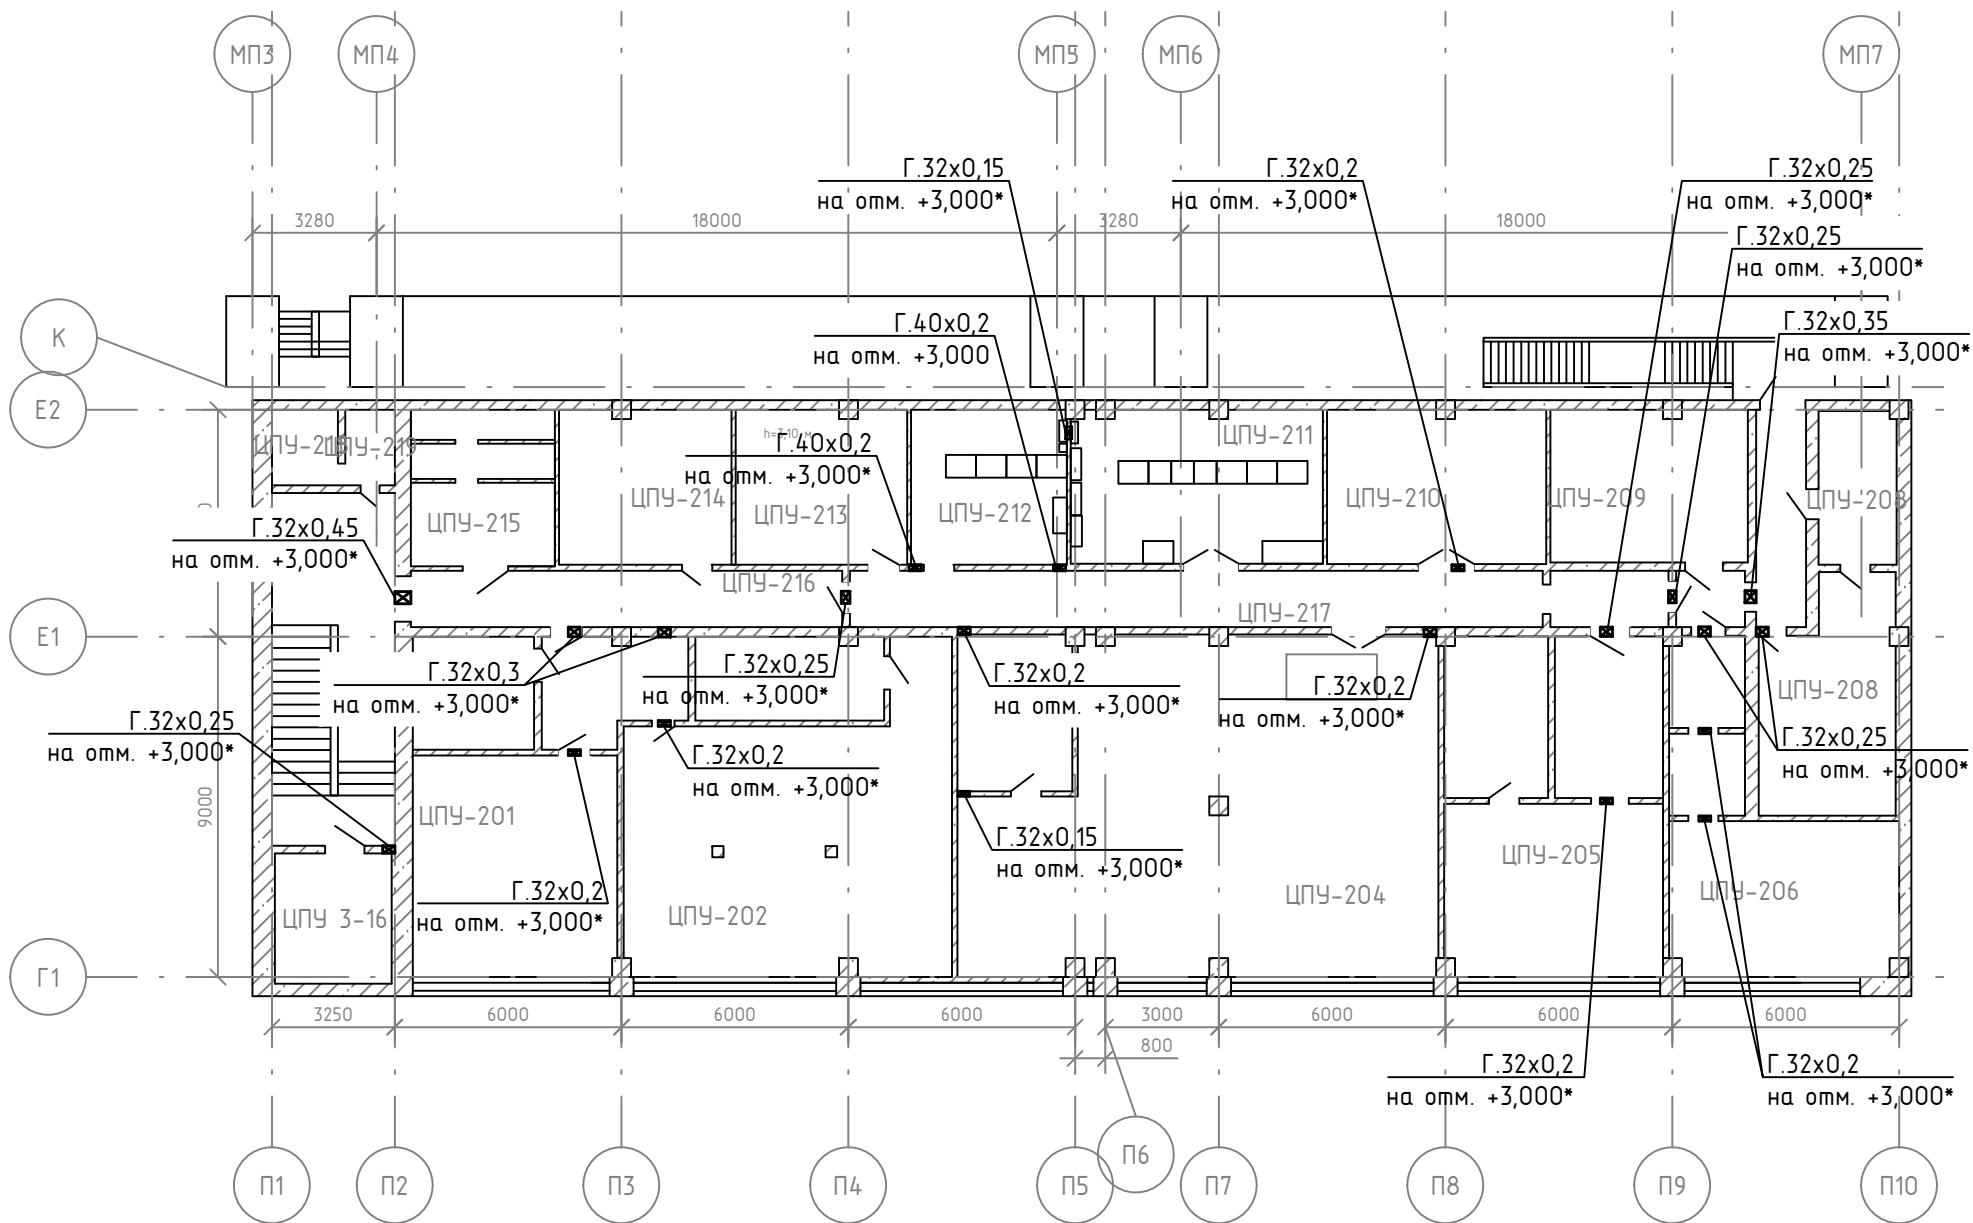 МП3
МП4
МП5
МП6
МП7
Г.32х0,15
на отм. +3,000*
Г.32х0,2
на отм. +3,000*
Г.32х0,25
на отм. +3,000*
3280
18000
3280
18000
Г.32х0,25
на отм. +3,000*
К
Г.40х0,2
на отм. +3,000
Г.32х0,35
на отм. +3,000*
Е2
h=3,10 м
Г.40х0,2
на отм. +3,000*
ЦПУ-219
ЦПУ-211
ЦПУ-215
ЦПУ-214
ЦПУ-213
ЦПУ-212
ЦПУ-210
ЦПУ-209
ЦПУ-208
Г.32х0,45
на отм. +3,000*
ЦПУ-216
ЦПУ-217
Е1
Г.32х0,3
на отм. +3,000*
Г.32х0,25
на отм. +3,000*
Г.32х0,2
на отм. +3,000*
Г.32х0,2
на отм. +3,000*
ЦПУ-208
Г.32х0,25
на отм. +3,000*
Г.32х0,2
на отм. +3,000*
Г.32х0,25
на отм. +3,000*
9000
ЦПУ-201
Г.32х0,15
на отм. +3,000*
ЦПУ-205
Г.32х0,2
на отм. +3,000*
ЦПУ 3-16
ЦПУ-202
ЦПУ-204
ЦПУ-206
Г1
3250
6000
6000
6000
3000
6000
6000
6000
800
Г.32х0,2
на отм. +3,000*
Г.32х0,2
на отм. +3,000*
П1
П2
П3
П4
П5
П6
П7
П8
П9
П10